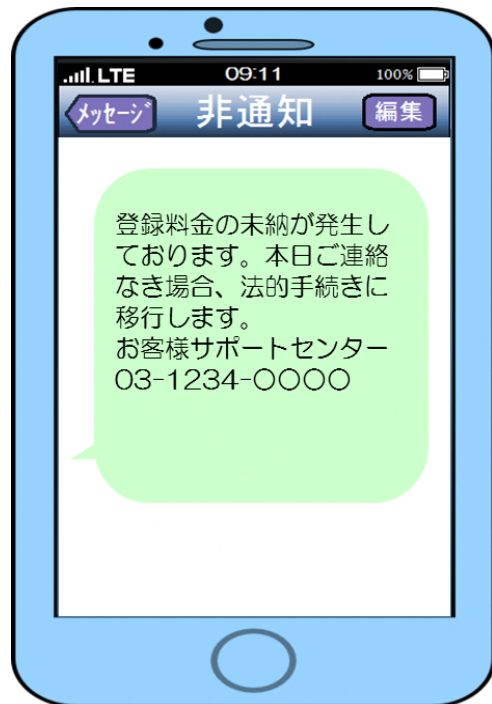 LTE 09:11 100%
メッセージ 非通知 編集
登録料金の未納が発生し
ております。本日ご連絡
なき場合、法的手続きに
移行します。
お客様サポートセンター
03-1234-〇〇〇〇